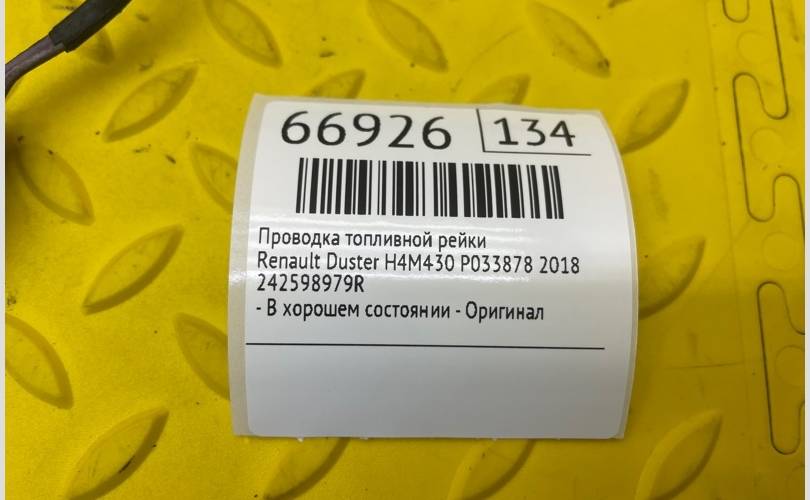 66926 134
Проводка топливной рейки
Renault Duster H4M430 P033878 2018
242598979R
- В хорошем состоянии - Оригинал